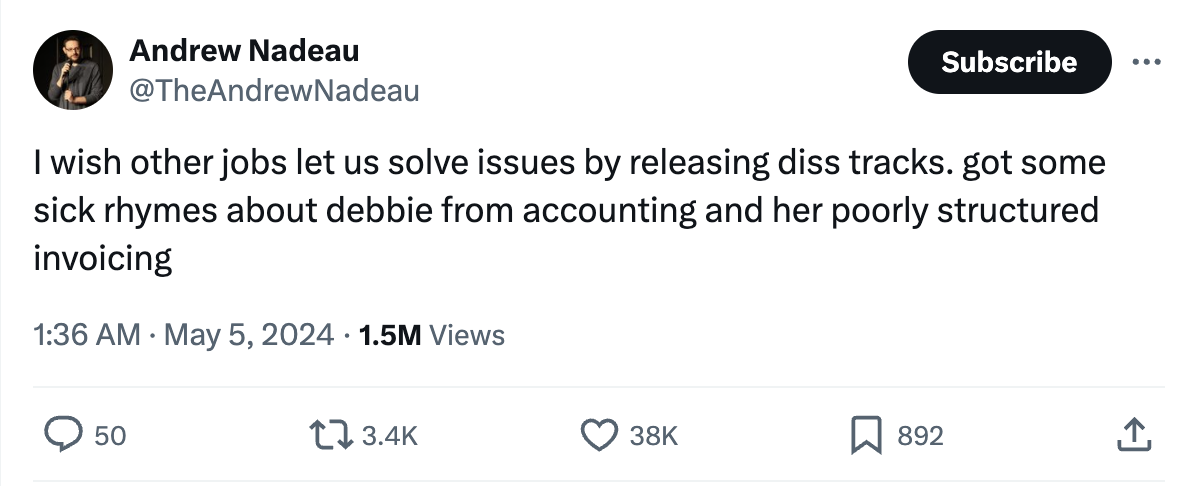 Andrew Nadeau
@TheAndrewNadeau
Subscribe
I wish other jobs let us solve issues by releasing diss tracks. got some
sick rhymes about debbie from accounting and her poorly structured
invoicing
1:36 AM · May 5, 2024 · 1.5M Views
50 3.4K 38K 892